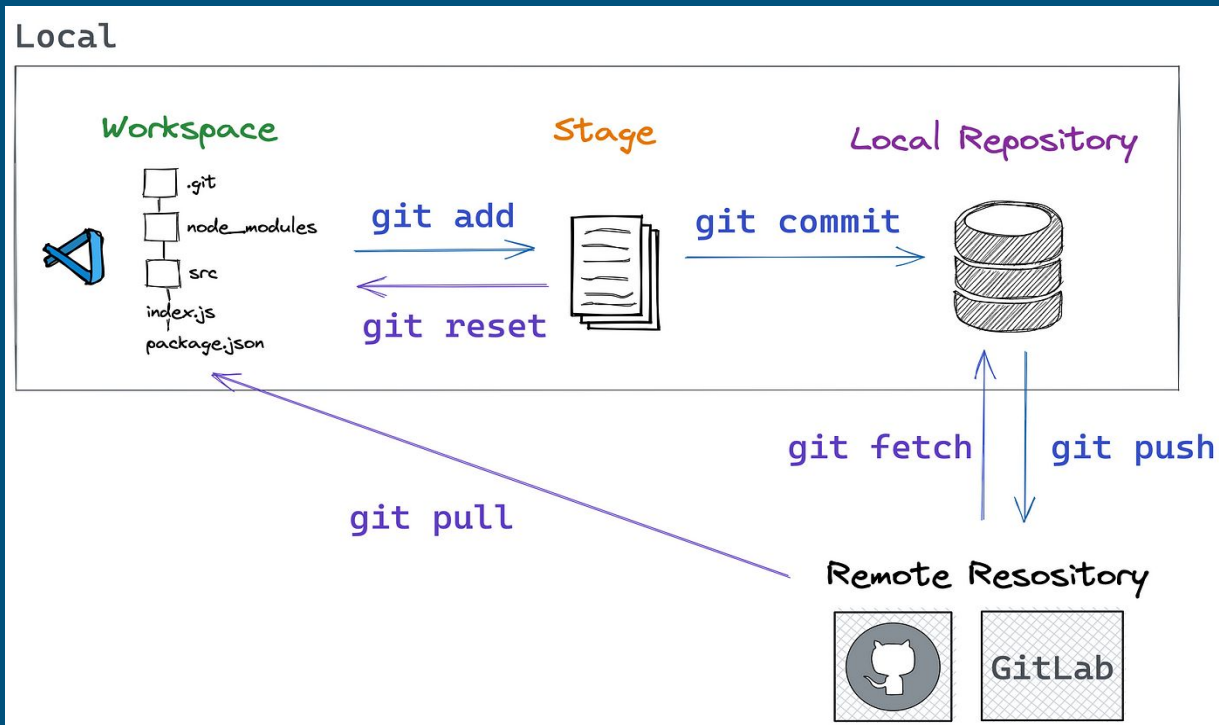 Local
Workspace
Stage
Local Repository
.git
node_modules
src
index.js
package.json
git add
git reset
git commit
git fetch
git push
git pull
Remote Resository
GitLab